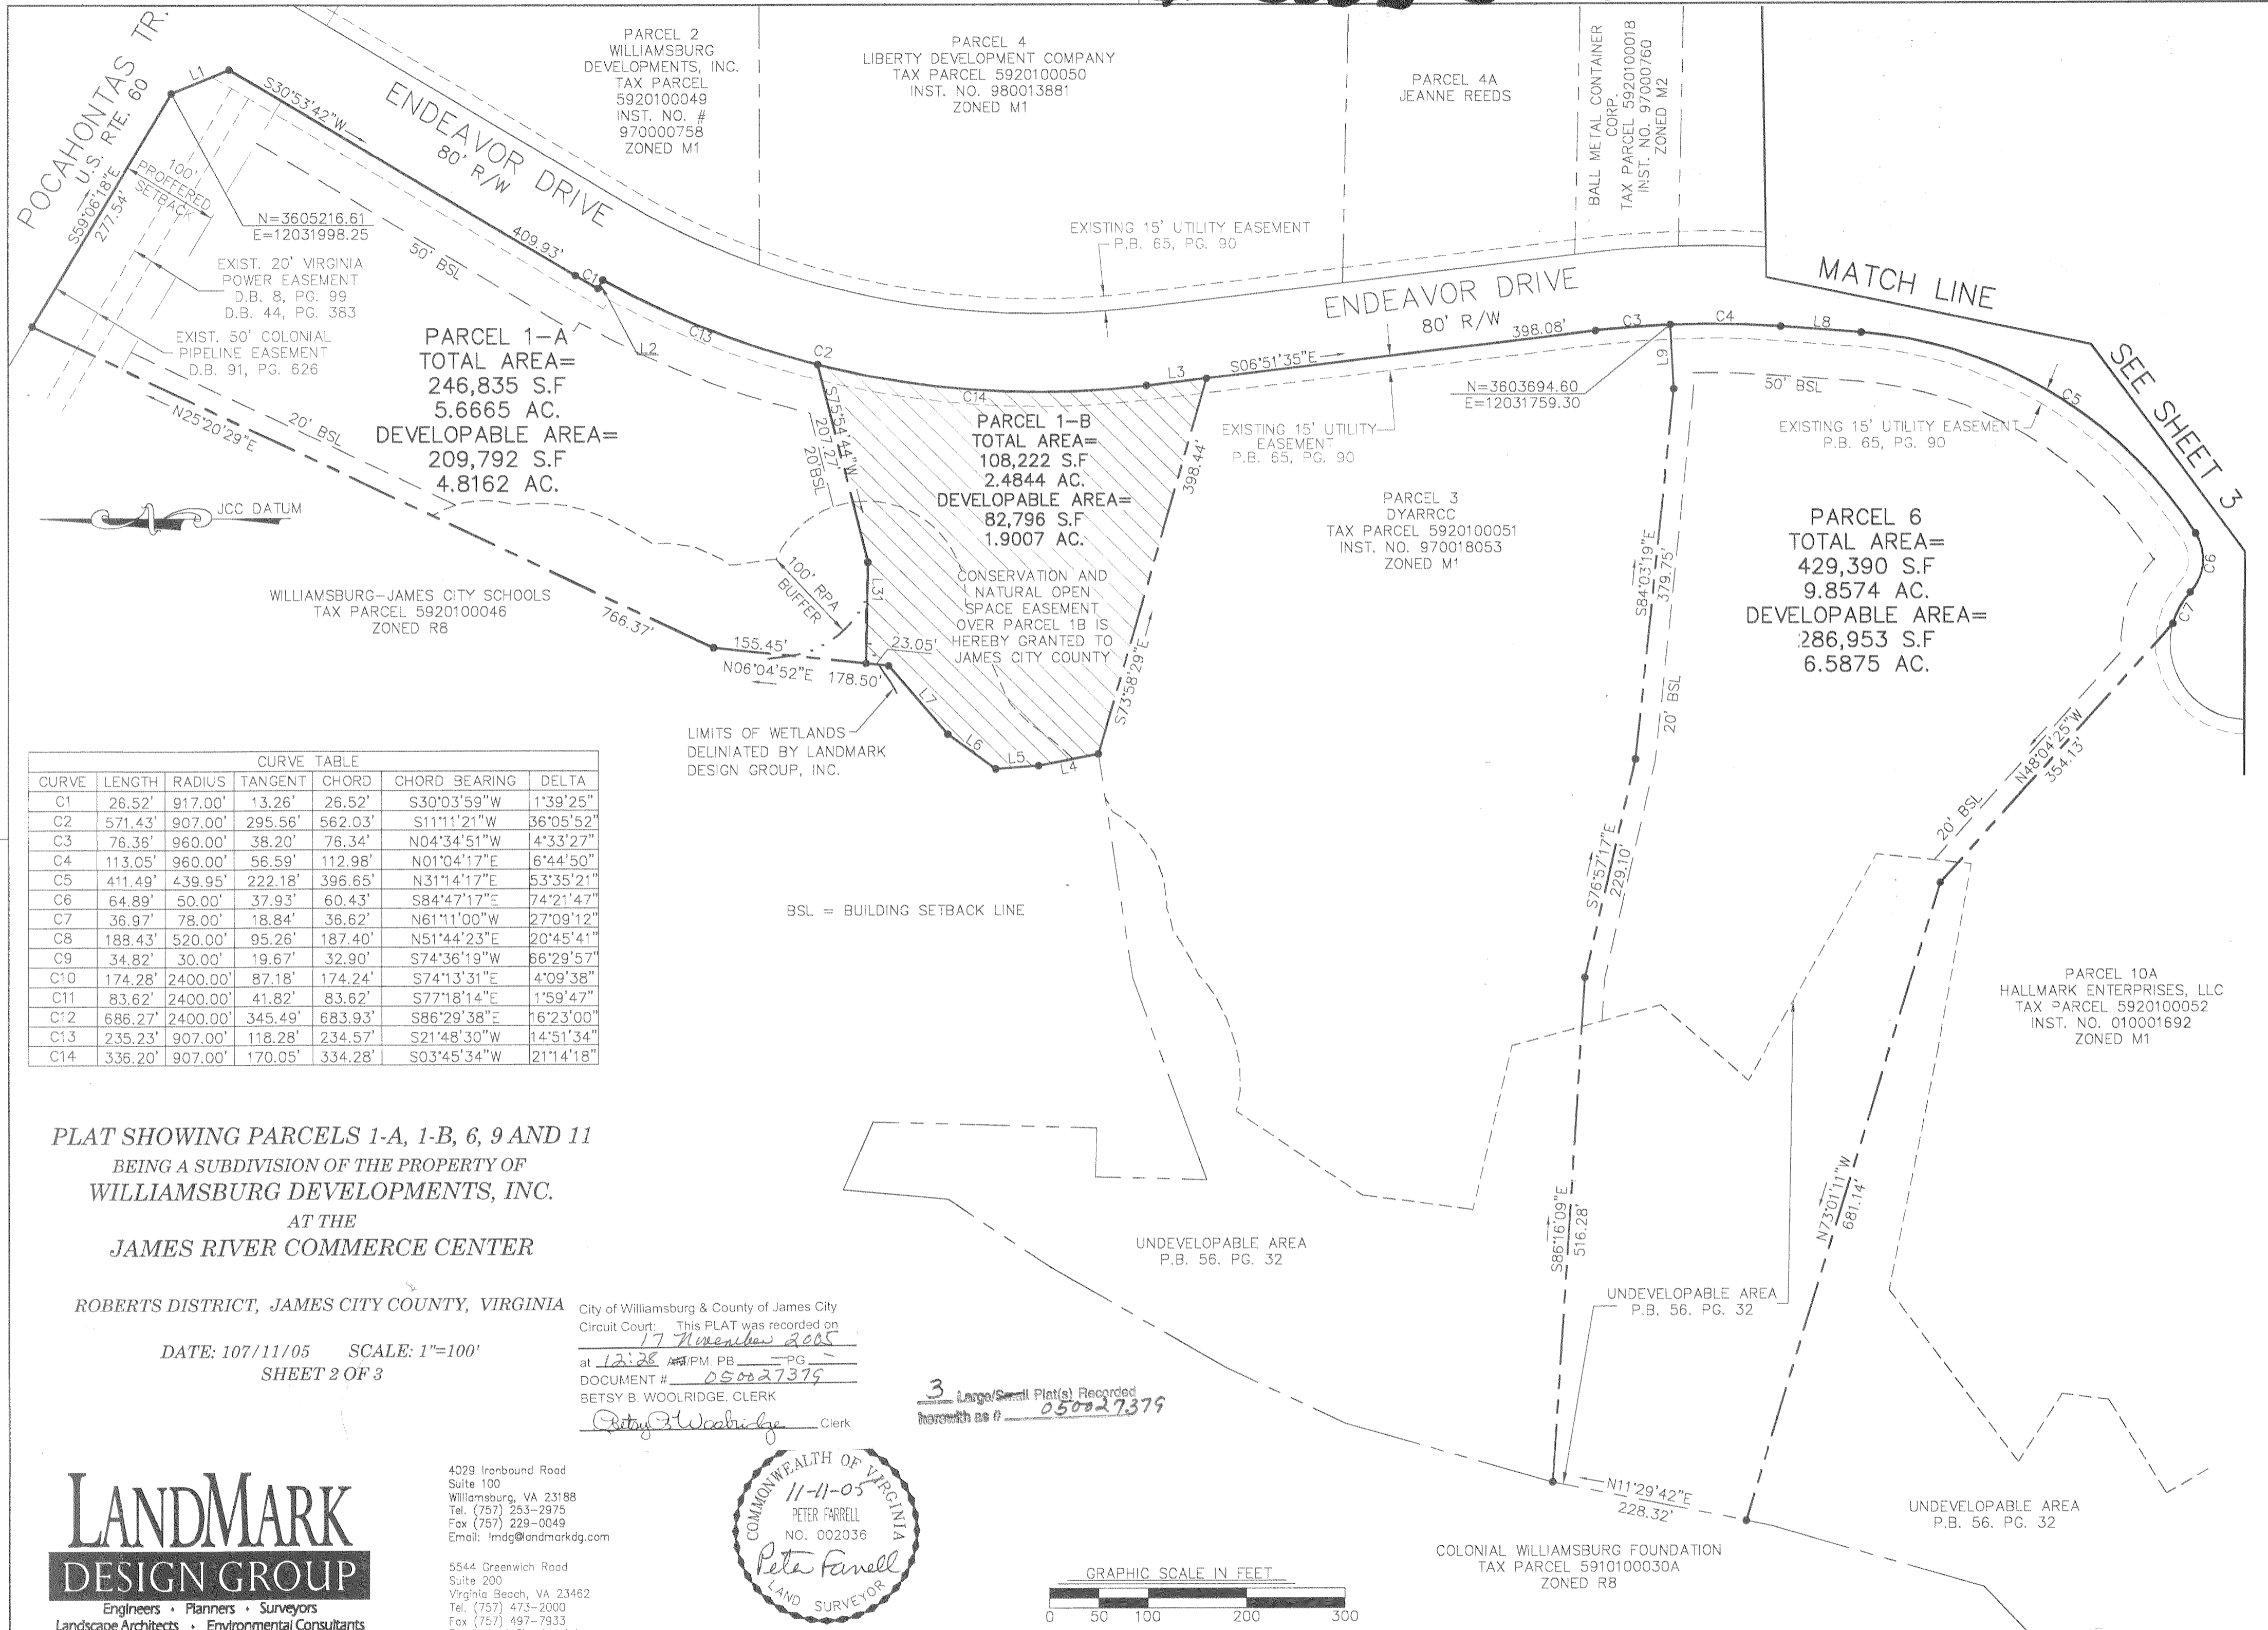 POCAHONTAS TR.
U.S. RTE. 60
S59°06'18"E
277.54'
L1
100'
PROFFERED
SETBACK
S30°53'42"W
409.93'
ENDEAVOR DRIVE
80' R/W
N=3605216.61
E=12031998.25
50' BSL
EXIST. 20' VIRGINIA
POWER EASEMENT
D.B. 8, PG. 99
D.B. 44, PG. 383
EXIST. 50' COLONIAL
PIPELINE EASEMENT
D.B. 91, PG. 626
C1
L2
C13
C2
PARCEL 2
WILLIAMSBURG
DEVELOPMENTS, INC.
TAX PARCEL
5920100049
INST. NO. #
970000758
ZONED M1
PARCEL 4
LIBERTY DEVELOPMENT COMPANY
TAX PARCEL 5920100050
INST. NO. 980013881
ZONED M1
PARCEL 4A
JEANNE REEDS
BALL METAL CONTAINER
CORP.
TAX PARCEL 5920100018
INST. NO. 970000760
ZONED M2
EXISTING 15' UTILITY EASEMENT
P.B. 65, PG. 90
ENDEAVOR DRIVE
80' R/W
MATCH LINE
SEE SHEET 3
L3
S06°51'35"E
398.08'
C3
C4
L8
L9
C5
C6
C7
N=3603694.60
E=12031759.30
50' BSL
EXISTING 15' UTILITY EASEMENT
P.B. 65, PG. 90
EXISTING 15' UTILITY
EASEMENT
P.B. 65, PG. 90
PARCEL 1-A
TOTAL AREA=
246,835 S.F
5.6665 AC.
DEVELOPABLE AREA=
209,792 S.F
4.8162 AC.
N25°20'29"E
766.37'
20' BSL
JCC DATUM
WILLIAMSBURG-JAMES CITY SCHOOLS
TAX PARCEL 5920100046
ZONED R8
S75°54'44"W
207.27'
20'BSL
C14
PARCEL 1-B
TOTAL AREA=
108,222 S.F
2.4844 AC.
DEVELOPABLE AREA=
82,796 S.F
1.9007 AC.
CONSERVATION AND
NATURAL OPEN
SPACE EASEMENT
OVER PARCEL 1B IS
HEREBY GRANTED TO
JAMES CITY COUNTY
398.44'
S73°58'29"E
100' RPA
BUFFER
L31
155.45'
23.05'
N06°04'52"E 178.50'
L7
L6
L5
L4
LIMITS OF WETLANDS
DELINIATED BY LANDMARK
DESIGN GROUP, INC.
PARCEL 3
DYARRCC
TAX PARCEL 5920100051
INST. NO. 970018053
ZONED M1
S84°03'19"E
379.75'
20' BSL
PARCEL 6
TOTAL AREA=
429,390 S.F
9.8574 AC.
DEVELOPABLE AREA=
286,953 S.F
6.5875 AC.
N48°04'25"W
354.13'
20' BSL
S76°57'17"E
229.10'
BSL = BUILDING SETBACK LINE
CURVE TABLE
CURVE LENGTH RADIUS TANGENT CHORD CHORD BEARING DELTA
C1 26.52' 917.00' 13.26' 26.52' S30°03'59"W 1°39'25"
C2 571.43' 907.00' 295.56' 562.03' S11°11'21"W 36°05'52"
C3 76.36' 960.00' 38.20' 76.34' N04°34'51"W 4°33'27"
C4 113.05' 960.00' 56.59' 112.98' N01°04'17"E 6°44'50"
C5 411.49' 439.95' 222.18' 396.65' N31°14'17"E 53°35'21"
C6 64.89' 50.00' 37.93' 60.43' S84°47'17"E 74°21'47"
C7 36.97' 78.00' 18.84' 36.62' N61°11'00"W 27°09'12"
C8 188.43' 520.00' 95.26' 187.40' N51°44'23"E 20°45'41"
C9 34.82' 30.00' 19.67' 32.90' S74°36'19"W 66°29'57"
C10 174.28' 2400.00' 87.18' 174.24' S74°13'31"E 4°09'38"
C11 83.62' 2400.00' 41.82' 83.62' S77°18'14"E 1°59'47"
C12 686.27' 2400.00' 345.49' 683.93' S86°29'38"E 16°23'00"
C13 235.23' 907.00' 118.28' 234.57' S21°48'30"W 14°51'34"
C14 336.20' 907.00' 170.05' 334.28' S03°45'34"W 21°14'18"
PARCEL 10A
HALLMARK ENTERPRISES, LLC
TAX PARCEL 5920100052
INST. NO. 010001692
ZONED M1
PLAT SHOWING PARCELS 1-A, 1-B, 6, 9 AND 11
BEING A SUBDIVISION OF THE PROPERTY OF
WILLIAMSBURG DEVELOPMENTS, INC.
AT THE
JAMES RIVER COMMERCE CENTER
ROBERTS DISTRICT, JAMES CITY COUNTY, VIRGINIA
DATE: 107/11/05 SCALE: 1"=100'
SHEET 2 OF 3
UNDEVELOPABLE AREA
P.B. 56. PG. 32
S86°16'09"E
516.28'
N73°01'11"W
681.14'
UNDEVELOPABLE AREA
P.B. 56. PG. 32
City of Williamsburg & County of James City
Circuit Court: This PLAT was recorded on
17 November 2005
at 12:28 AM/PM. PB — PG —
DOCUMENT # 050027379
BETSY B. WOOLRIDGE, CLERK
Betsy B Woolridge Clerk
3 Large/Small Plat(s) Recorded
herewith as # 050027379
N11°29'42"E
228.32'
UNDEVELOPABLE AREA
P.B. 56. PG. 32
COLONIAL WILLIAMSBURG FOUNDATION
TAX PARCEL 5910100030A
ZONED R8
LANDMARK
DESIGN GROUP
Engineers • Planners • Surveyors
Landscape Architects • Environmental Consultants
4029 Ironbound Road
Suite 100
Williamsburg, VA 23188
Tel. (757) 253-2975
Fax (757) 229-0049
Email: lmdg@landmarkdg.com
5544 Greenwich Road
Suite 200
Virginia Beach, VA 23462
Tel. (757) 473-2000
Fax (757) 497-7933
COMMONWEALTH OF VIRGINIA
11-11-05
PETER FARRELL
NO. 002036
Peter Farrell
LAND SURVEYOR
GRAPHIC SCALE IN FEET
0 50 100 200 300